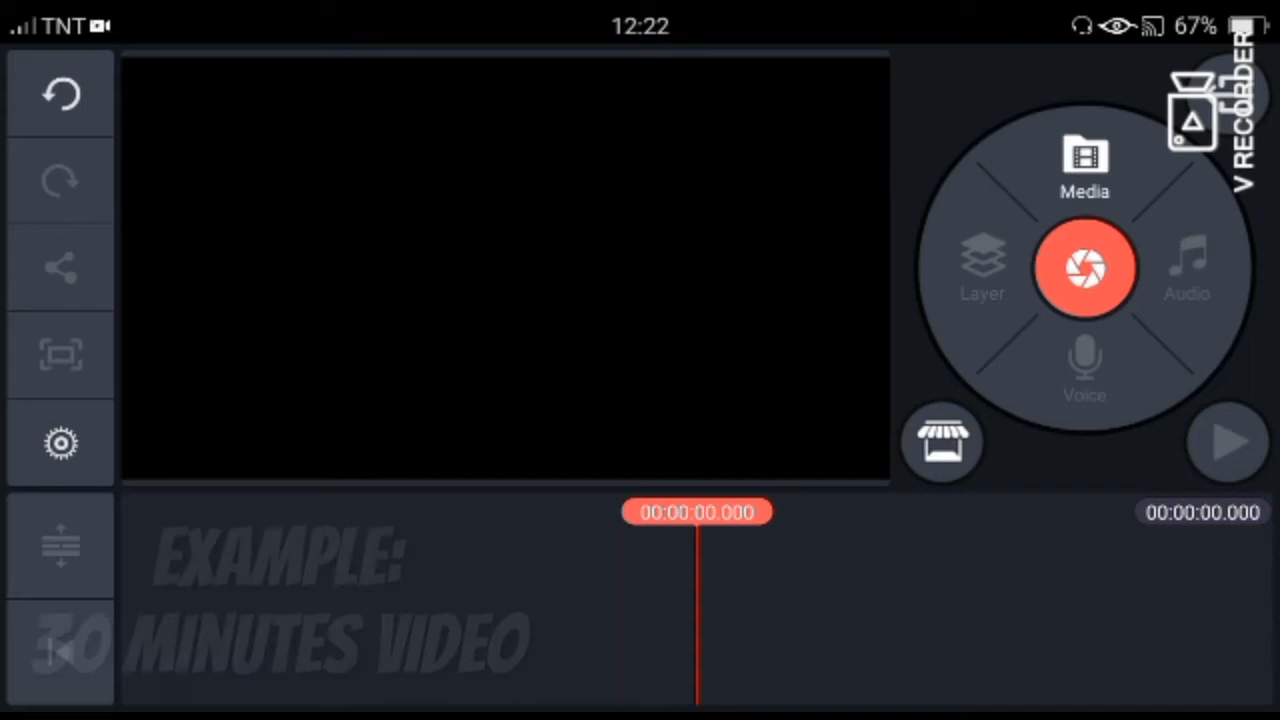 TNT
12:22
67%
V RECORDER
Media
Layer
Audio
Voice
00:00:00.000
00:00:00.000
EXAMPLE:
30 MINUTES VIDEO